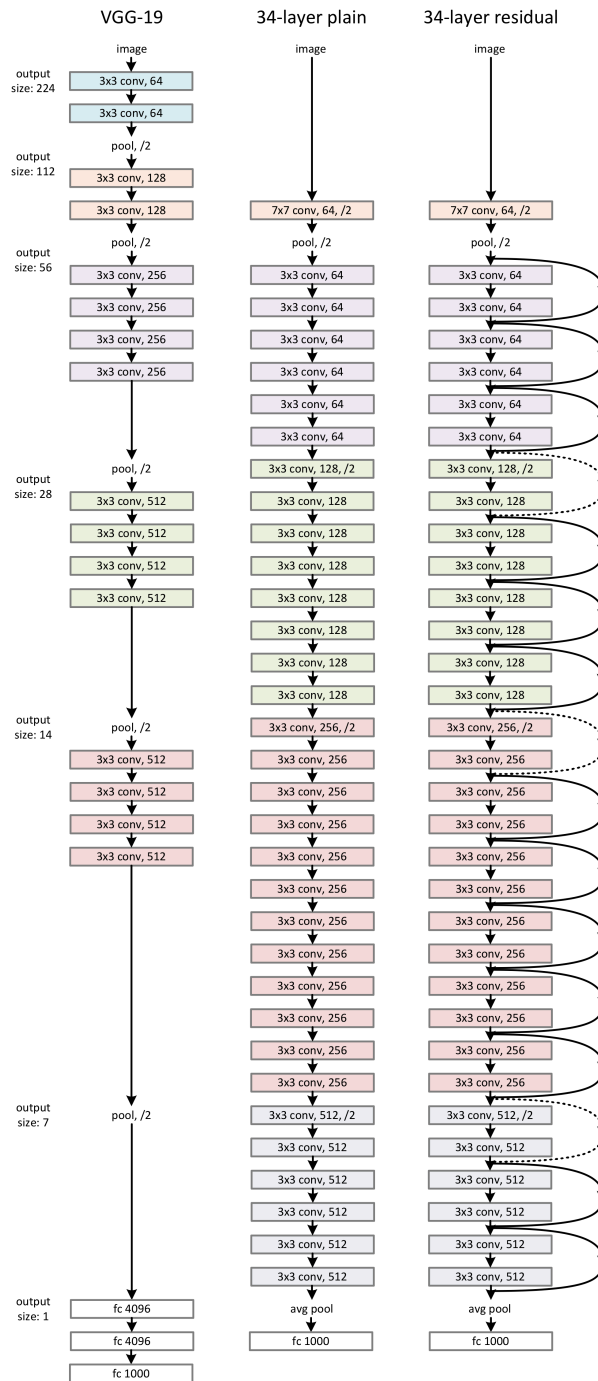 VGG-19
34-layer plain
34-layer residual
output
size: 224
output
size: 112
output
size: 56
output
size: 28
output
size: 14
output
size: 7
output
size: 1
image
3x3 conv, 64
3x3 conv, 64
pool, /2
3x3 conv, 128
3x3 conv, 128
pool, /2
3x3 conv, 256
3x3 conv, 256
3x3 conv, 256
3x3 conv, 256
pool, /2
3x3 conv, 512
3x3 conv, 512
3x3 conv, 512
3x3 conv, 512
pool, /2
3x3 conv, 512
3x3 conv, 512
3x3 conv, 512
3x3 conv, 512
pool, /2
fc 4096
fc 4096
fc 1000
image
7x7 conv, 64, /2
pool, /2
3x3 conv, 64
3x3 conv, 64
3x3 conv, 64
3x3 conv, 64
3x3 conv, 64
3x3 conv, 64
3x3 conv, 128, /2
3x3 conv, 128
3x3 conv, 128
3x3 conv, 128
3x3 conv, 128
3x3 conv, 128
3x3 conv, 128
3x3 conv, 128
3x3 conv, 256, /2
3x3 conv, 256
3x3 conv, 256
3x3 conv, 256
3x3 conv, 256
3x3 conv, 256
3x3 conv, 256
3x3 conv, 256
3x3 conv, 256
3x3 conv, 256
3x3 conv, 256
3x3 conv, 256
3x3 conv, 512, /2
3x3 conv, 512
3x3 conv, 512
3x3 conv, 512
3x3 conv, 512
3x3 conv, 512
avg pool
fc 1000
image
7x7 conv, 64, /2
pool, /2
3x3 conv, 64
3x3 conv, 64
3x3 conv, 64
3x3 conv, 64
3x3 conv, 64
3x3 conv, 64
3x3 conv, 128, /2
3x3 conv, 128
3x3 conv, 128
3x3 conv, 128
3x3 conv, 128
3x3 conv, 128
3x3 conv, 128
3x3 conv, 128
3x3 conv, 256, /2
3x3 conv, 256
3x3 conv, 256
3x3 conv, 256
3x3 conv, 256
3x3 conv, 256
3x3 conv, 256
3x3 conv, 256
3x3 conv, 256
3x3 conv, 256
3x3 conv, 256
3x3 conv, 256
3x3 conv, 512, /2
3x3 conv, 512
3x3 conv, 512
3x3 conv, 512
3x3 conv, 512
3x3 conv, 512
avg pool
fc 1000